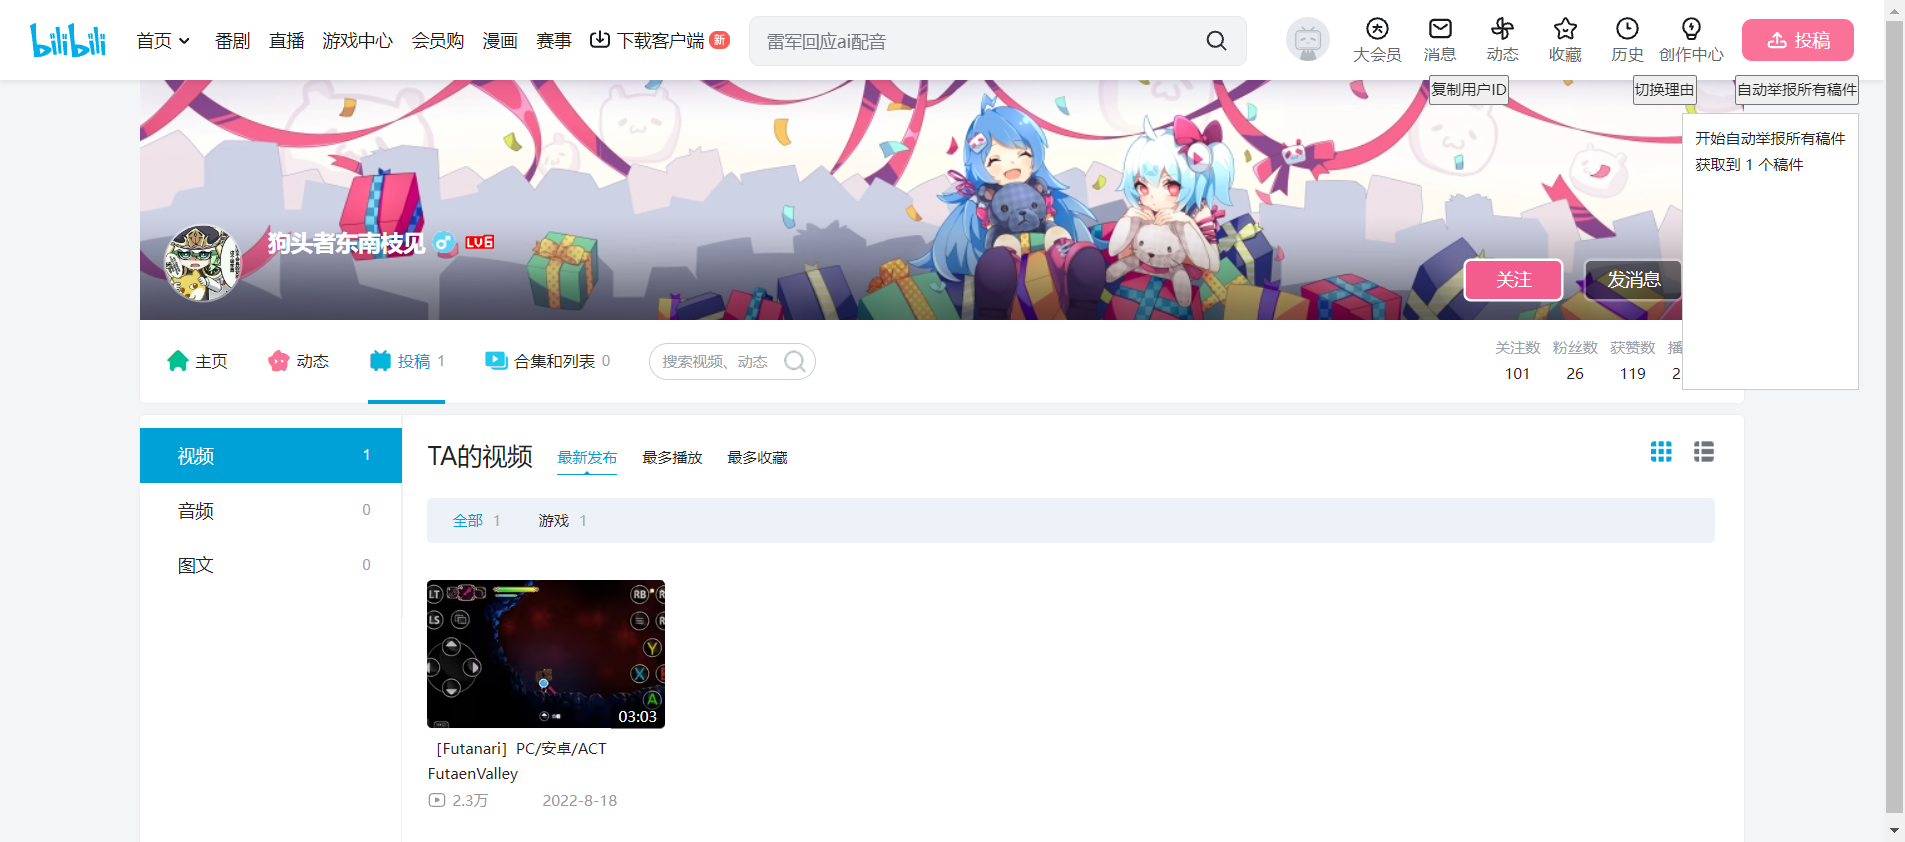 bilibili
首页
番剧
直播
游戏中心
会员购
漫画
赛事
下载客户端
新
雷军回应ai配音
大会员
消息
动态
收藏
历史
创作中心
投稿
复制用户ID
切换理由
自动举报所有稿件
开始自动举报所有稿件
获取到 1 个稿件
狗头者东南枝见
LV6
关注
发消息
主页
动态
投稿 1
合集和列表 0
搜索视频、动态
关注数
101
粉丝数
26
获赞数
119
播
2
视频 1
音频 0
图文 0
TA的视频
最新发布
最多播放
最多收藏
全部 1
游戏 1
LT
RB
LS
Y
X
A
03:03
［Futanari］PC/安卓/ACT
FutaenValley
2.3万
2022-8-18